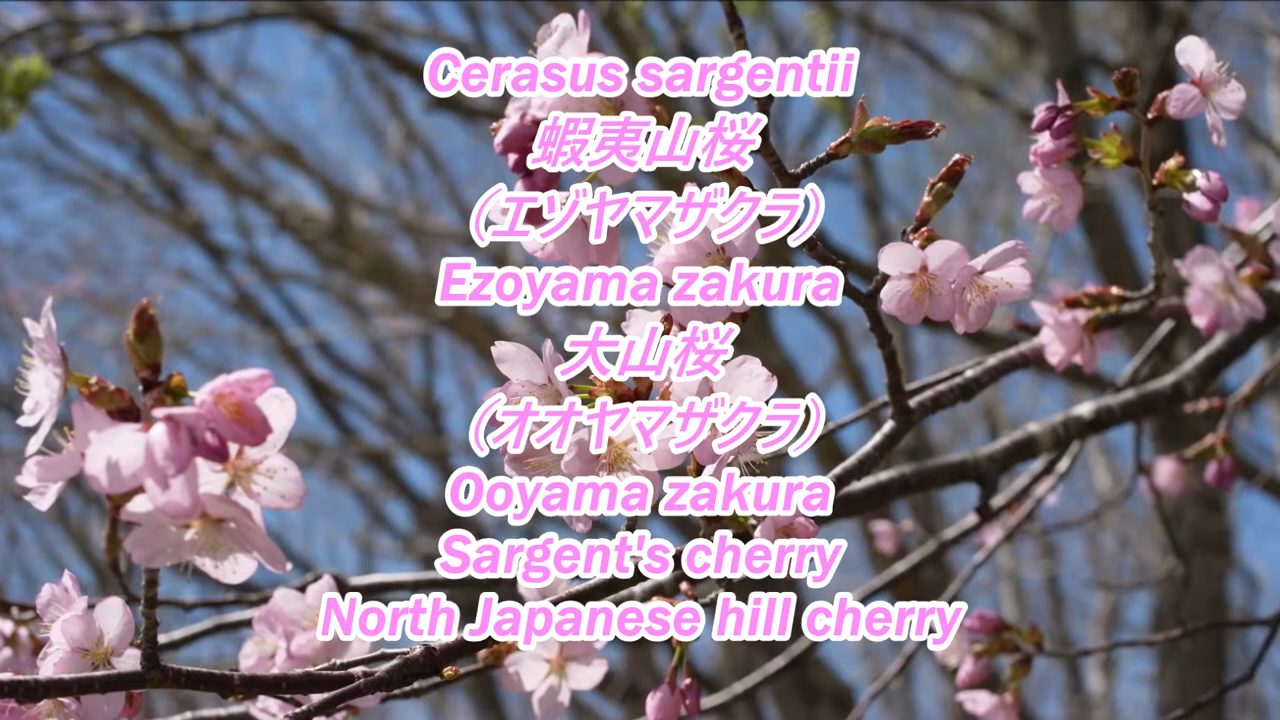 Cerasus sargentii
蝦夷山桜
（エゾヤマザクラ）
Ezoyama zakura
大山桜
（オオヤマザクラ）
Ooyama zakura
Sargent's cherry
North Japanese hill cherry